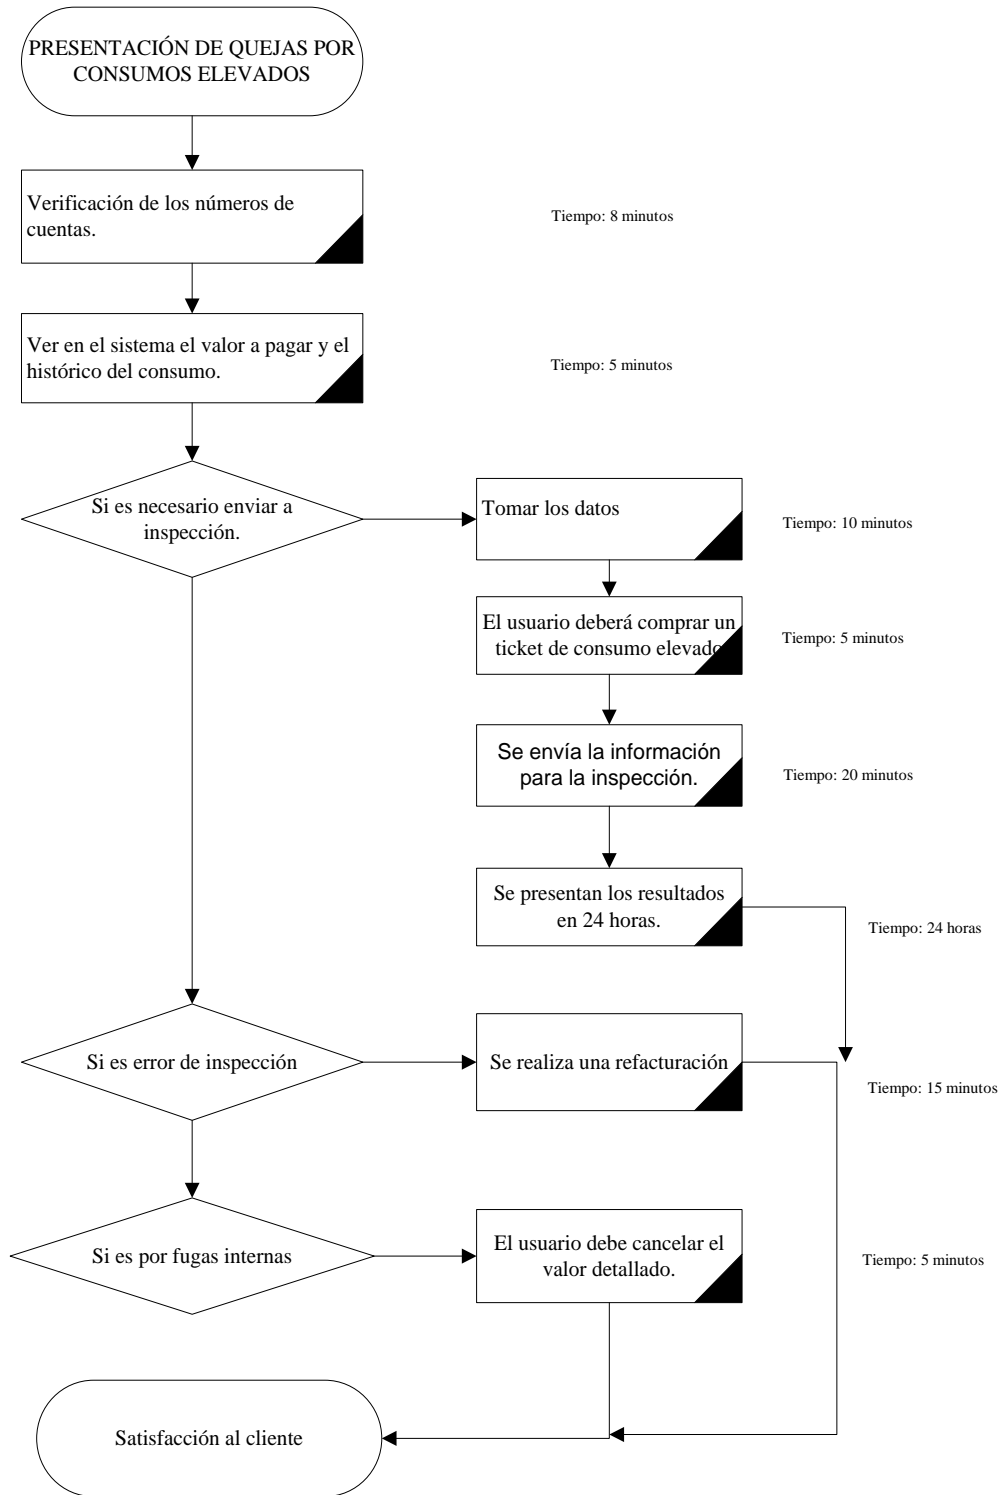 PRESENTACIÓN DE QUEJAS POR
CONSUMOS ELEVADOS
Verificación de los números de
cuentas.
Tiempo: 8 minutos
Ver en el sistema el valor a pagar y el
histórico del consumo.
Tiempo: 5 minutos
Si es necesario enviar a
inspección.
Tomar los datos
Tiempo: 10 minutos
El usuario deberá comprar un
ticket de consumo elevado
Tiempo: 5 minutos
Se envía la información
para la inspección.
Tiempo: 20 minutos
Se presentan los resultados
en 24 horas.
Tiempo: 24 horas
Si es error de inspección
Se realiza una refacturación
Tiempo: 15 minutos
Si es por fugas internas
El usuario debe cancelar el
valor detallado.
Tiempo: 5 minutos
Satisfacción al cliente